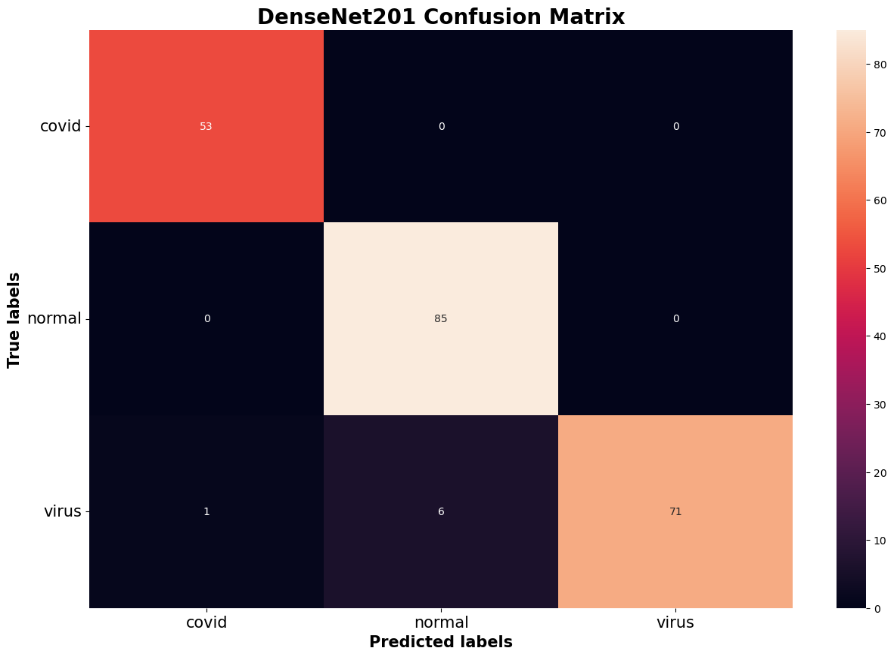 DenseNet201 Confusion Matrix
True labels
covid 53 0 0
normal 0 85 0
virus 1 6 71
covid normal virus
Predicted labels
80
70
60
50
40
30
20
10
0